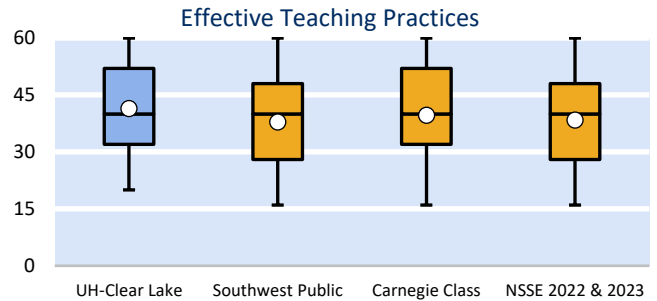 Effective Teaching Practices
60
45
30
15
0
UH-Clear Lake Southwest Public Carnegie Class NSSE 2022 & 2023